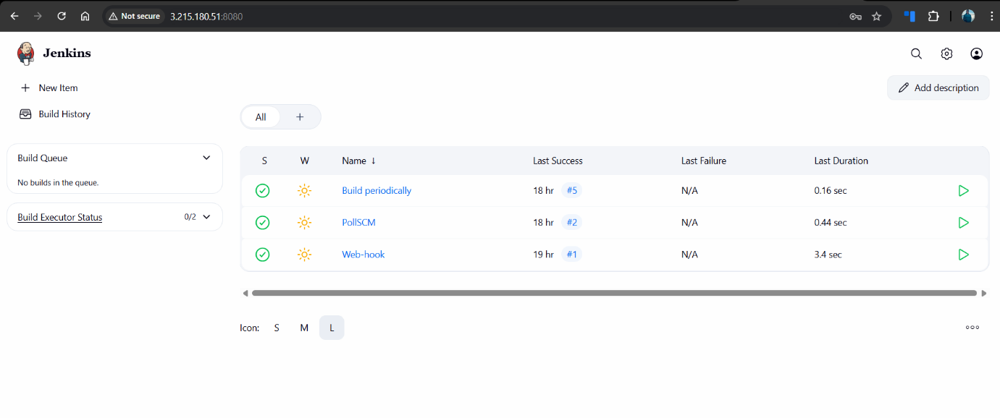 Not secure 3.215.180.51:8080
Jenkins
New Item
Add description
Build History
All +
Build Queue
No builds in the queue.
Build Executor Status 0/2
S W Name ↓ Last Success Last Failure Last Duration
Build periodically 18 hr #5 N/A 0.16 sec
PollSCM 18 hr #2 N/A 0.44 sec
Web-hook 19 hr #1 N/A 3.4 sec
Icon: S M L